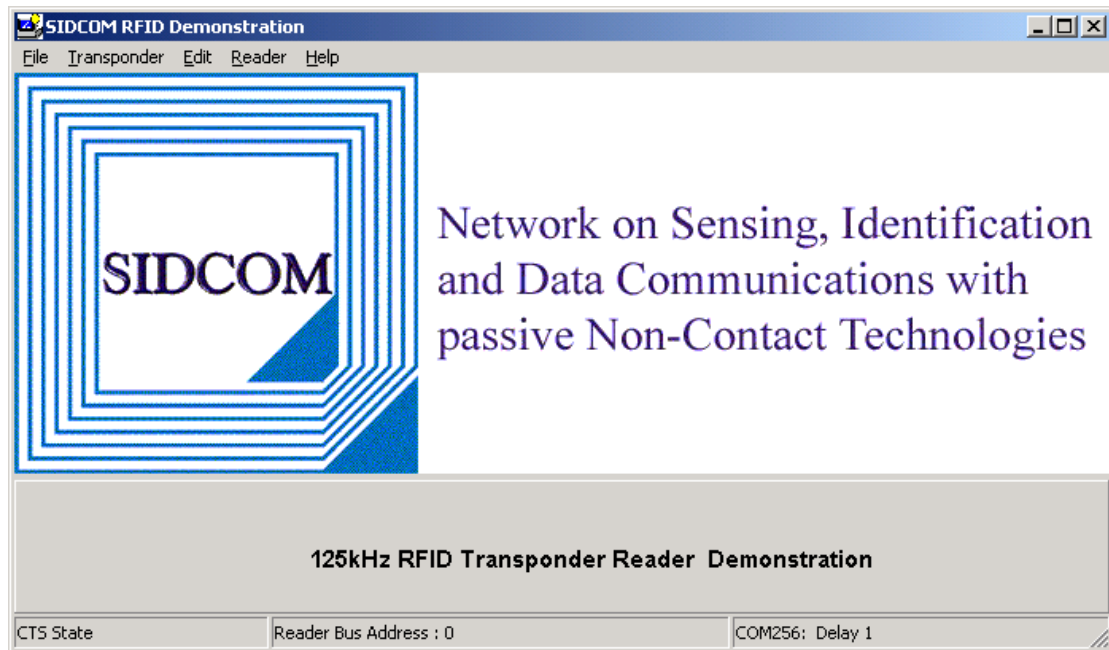 SIDCOM RFID Demonstration
File Transponder Edit Reader Help
SIDCOM
Network on Sensing, Identification
and Data Communications with
passive Non-Contact Technologies
125kHz RFID Transponder Reader Demonstration
CTS State Reader Bus Address : 0 COM256: Delay 1